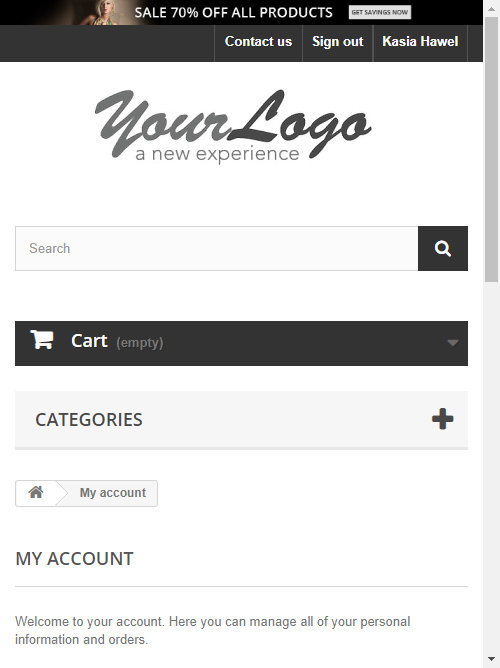 SALE 70% OFF ALL PRODUCTS GET SAVINGS NOW
Contact us Sign out Kasia Hawel
YourLogo
a new experience
Search
Cart (empty)
CATEGORIES
My account
MY ACCOUNT
Welcome to your account. Here you can manage all of your personal
information and orders.